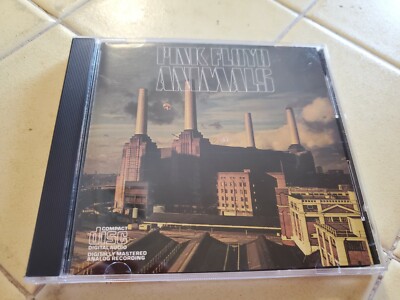 PINK FLOYD
ANIMALS
COMPACT
DISC
DIGITAL AUDIO
DIGITALLY MASTERED
ANALOG RECORDING